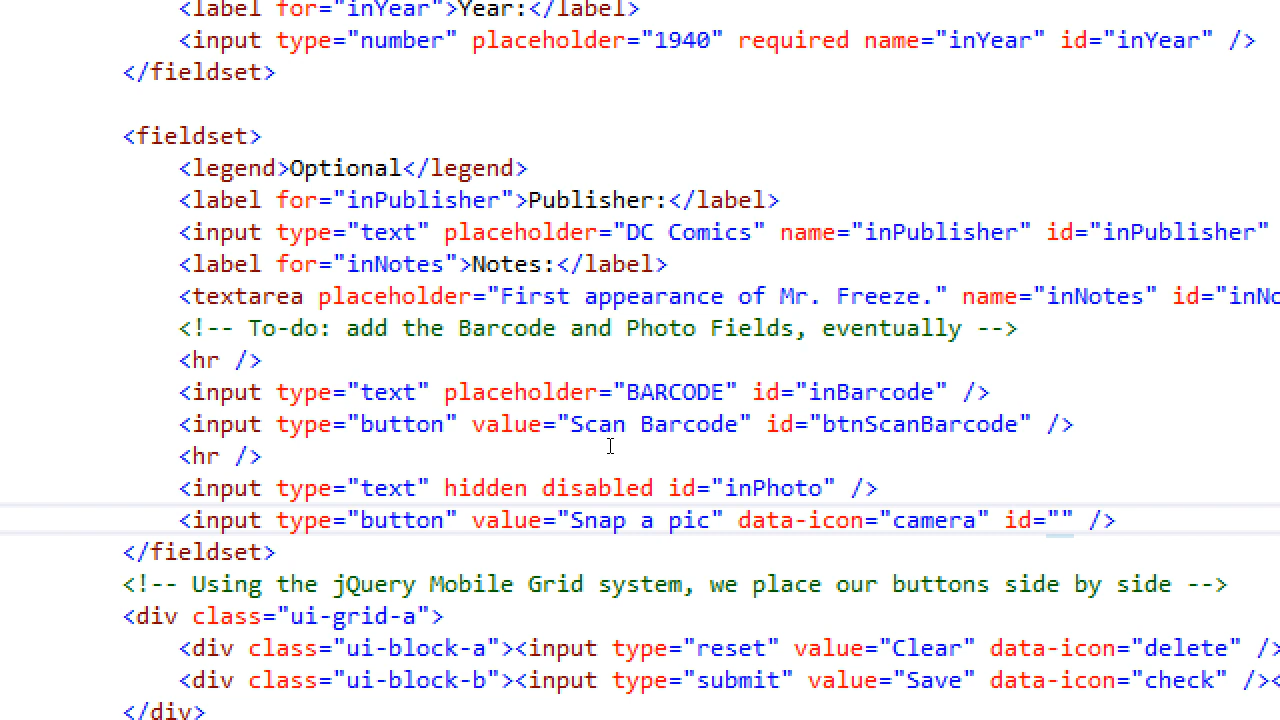 <label for="inYear">Year:</label>
<input type="number" placeholder="1940" required name="inYear" id="inYear" />
</fieldset>
<fieldset>
<legend>Optional</legend>
<label for="inPublisher">Publisher:</label>
<input type="text" placeholder="DC Comics" name="inPublisher" id="inPublisher"
<label for="inNotes">Notes:</label>
<textarea placeholder="First appearance of Mr. Freeze." name="inNotes" id="inNo
<!-- To-do: add the Barcode and Photo Fields, eventually -->
<hr />
<input type="text" placeholder="BARCODE" id="inBarcode" />
<input type="button" value="Scan Barcode" id="btnScanBarcode" />
<hr />
<input type="text" hidden disabled id="inPhoto" />
<input type="button" value="Snap a pic" data-icon="camera" id="" />
</fieldset>
<!-- Using the jQuery Mobile Grid system, we place our buttons side by side -->
<div class="ui-grid-a">
<div class="ui-block-a"><input type="reset" value="Clear" data-icon="delete" />
<div class="ui-block-b"><input type="submit" value="Save" data-icon="check" /><
</div>